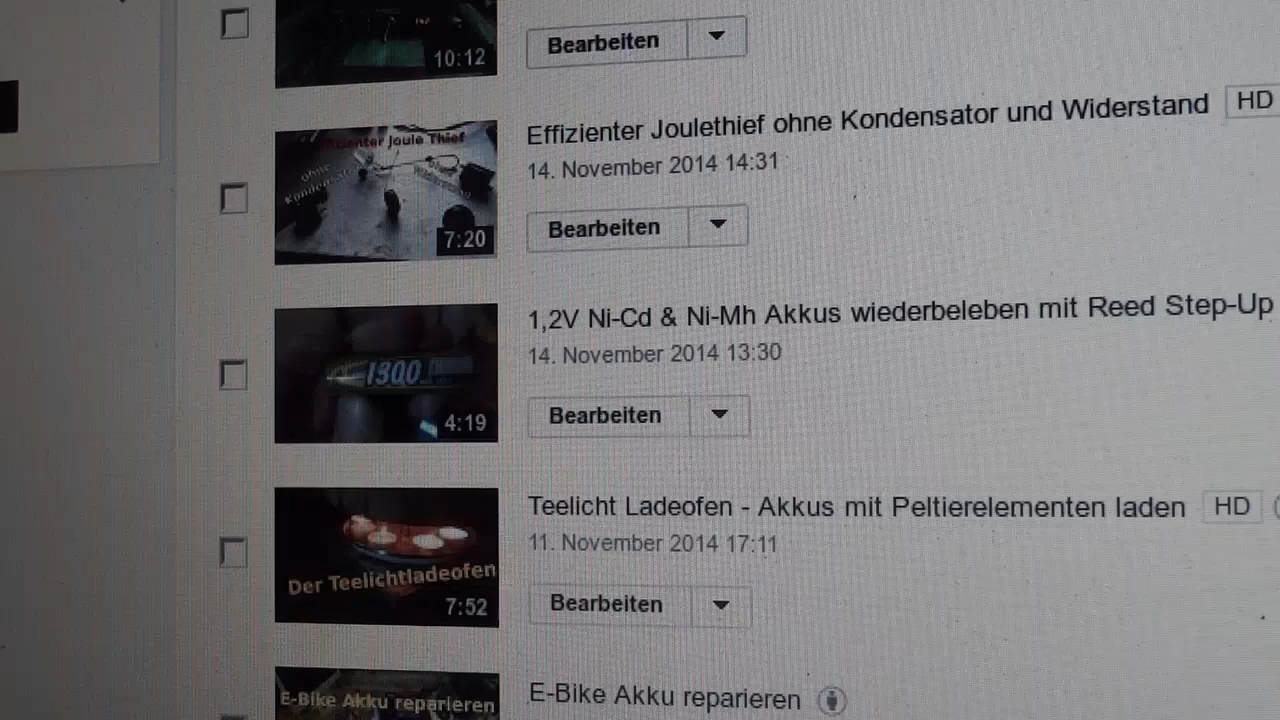 10:12
Bearbeiten
Effizienter Joulethief ohne Kondensator und Widerstand HD
14. November 2014 14:31
Joule Thief
ohne
7:20
Bearbeiten
1,2V Ni-Cd & Ni-Mh Akkus wiederbeleben mit Reed Step-Up
14. November 2014 13:30
1300
4:19
Bearbeiten
Teelicht Ladeofen - Akkus mit Peltierelementen laden HD
11. November 2014 17:11
Der Teelichtladeofen
7:52
Bearbeiten
E-Bike Akku reparieren
E-Bike Akku reparieren